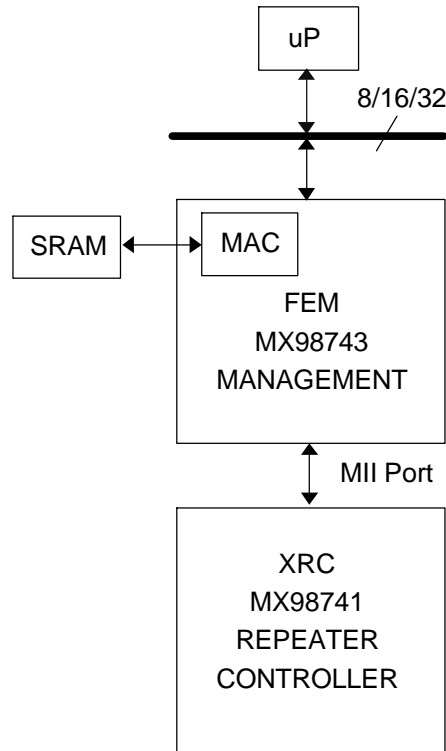 uP
8/16/32
SRAM
MAC
FEM
MX98743
MANAGEMENT
MII Port
XRC
MX98741
REPEATER
CONTROLLER